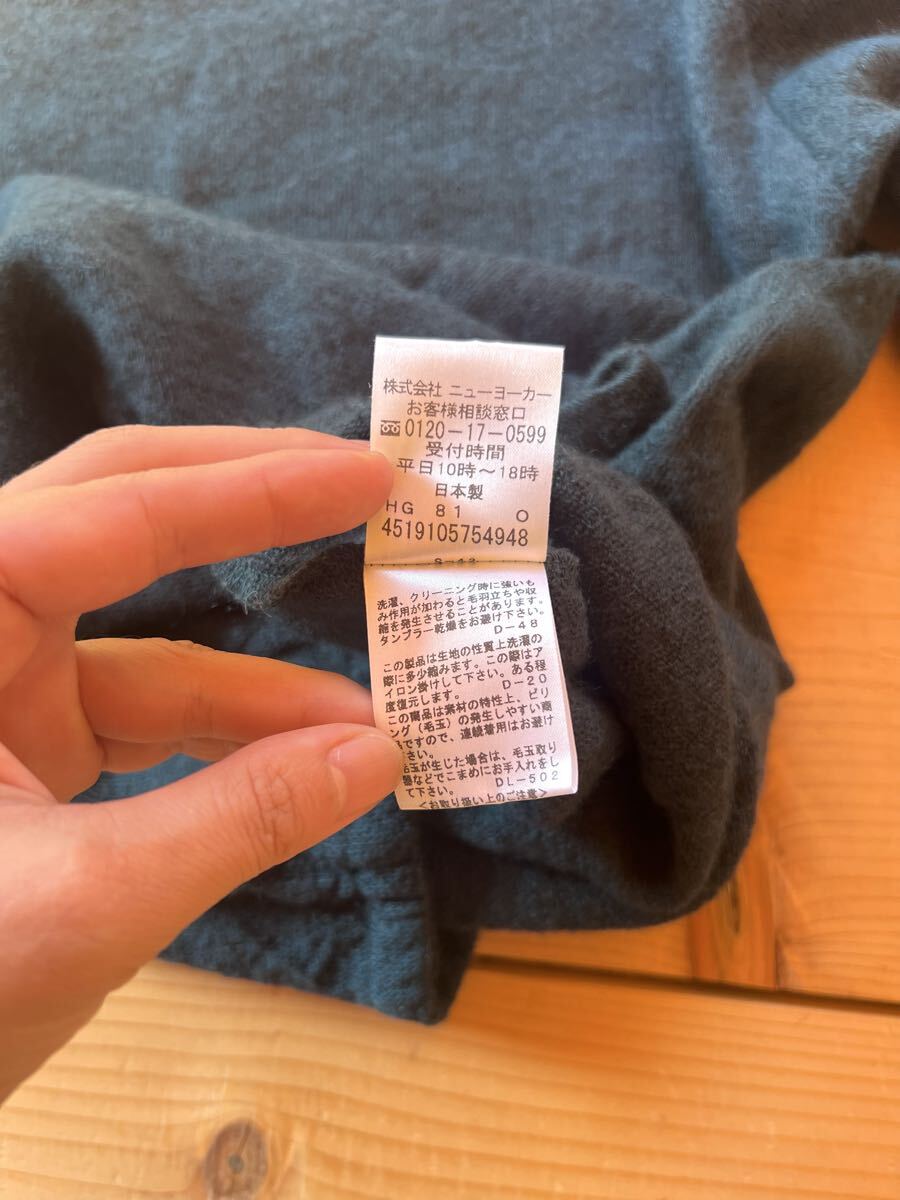 株式会社 ニューヨーカー
お客様相談窓口
0120-17-0599
受付時間
平日10時〜18時
日本製
HG 81 O
4519105754948
S-43
洗濯、クリーニング時に強いも
み作用が加わると毛羽立ちや収
縮を発生させることがあります。
タンブラー乾燥をお避け下さい。
D-48
この製品は生地の性質上洗濯の
際に多少縮みます。この際はア
イロン掛けして下さい。ある程
度復元します。 D-20
この商品は素材の特性上、ピリ
ング(毛玉)の発生しやすい商
品ですので、連続着用はお避け
下さい。
毛玉が生じた場合は、毛玉取り
器などでこまめにお手入れをし
て下さい。 DL-502
<お取り扱い上のご注意>